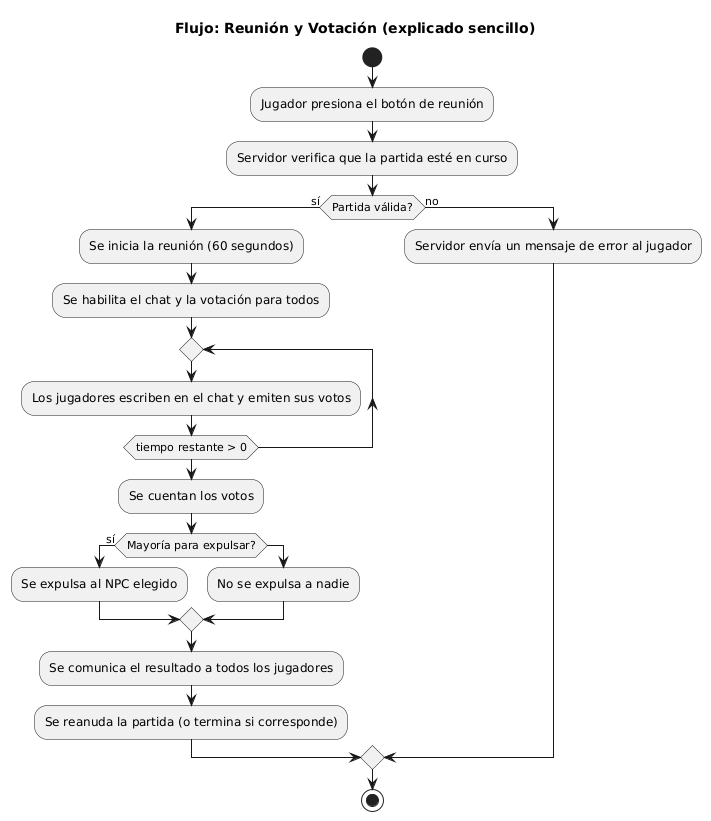 Flujo: Reunión y Votación (explicado sencillo)
Jugador presiona el botón de reunión
Servidor verifica que la partida esté en curso
sí
Partida válida?
no
Se inicia la reunión (60 segundos)
Servidor envía un mensaje de error al jugador
Se habilita el chat y la votación para todos
Los jugadores escriben en el chat y emiten sus votos
tiempo restante > 0
Se cuentan los votos
sí
Mayoría para expulsar?
Se expulsa al NPC elegido
No se expulsa a nadie
Se comunica el resultado a todos los jugadores
Se reanuda la partida (o termina si corresponde)